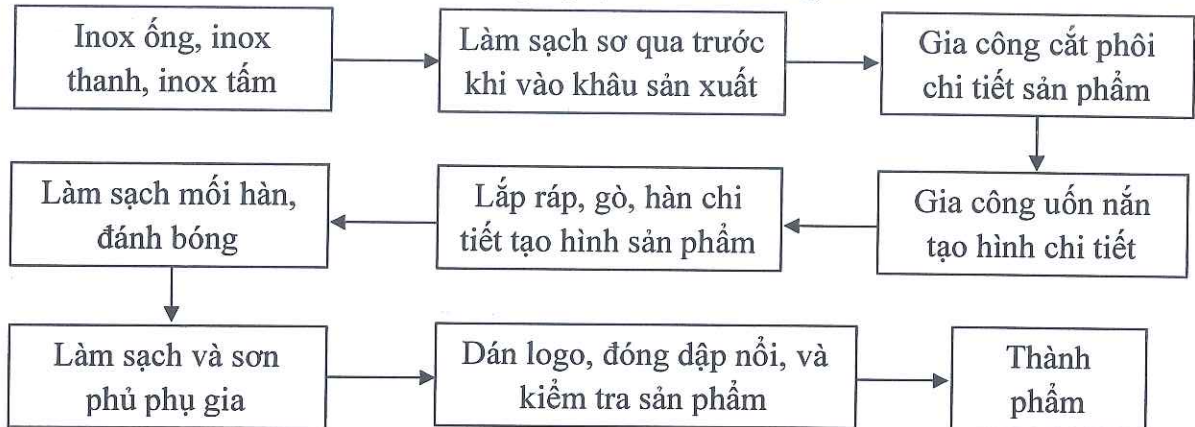 Inox ống, inox
thanh, inox tấm
Làm sạch sơ qua trước
khi vào khâu sản xuất
Gia công cắt phôi
chi tiết sản phẩm
Gia công uốn nắn
tạo hình chi tiết
Lắp ráp, gò, hàn chi
tiết tạo hình sản phẩm
Làm sạch mối hàn,
đánh bóng
Làm sạch và sơn
phủ phụ gia
Dán logo, đóng dập nổi, và
kiểm tra sản phẩm
Thành
phẩm